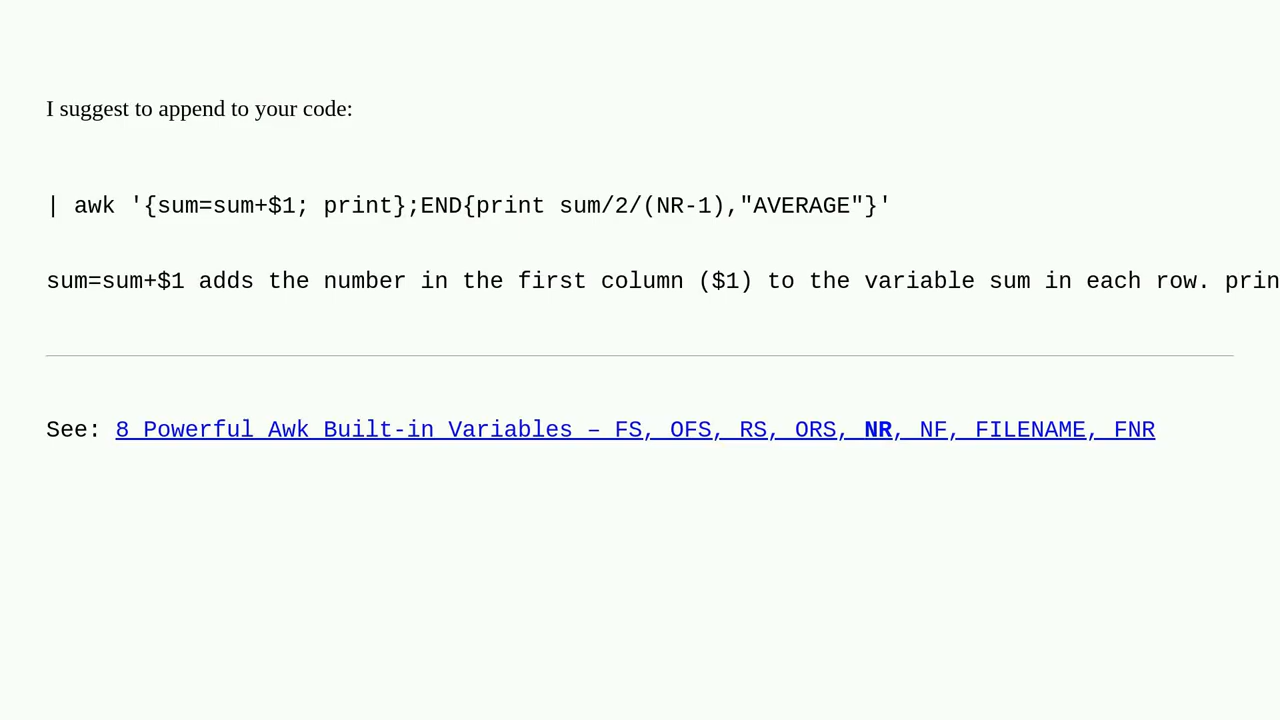 I suggest to append to your code:
| awk '{sum=sum+$1; print};END{print sum/2/(NR-1),"AVERAGE"}'
sum=sum+$1 adds the number in the first column ($1) to the variable sum in each row. prin
See: 8 Powerful Awk Built-in Variables – FS, OFS, RS, ORS, NR, NF, FILENAME, FNR